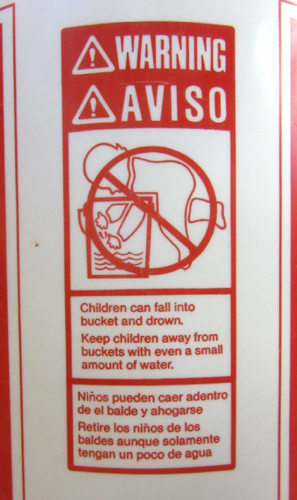 WARNING
AVISO
Children can fall into
bucket and drown.
Keep children away from
buckets with even a small
amount of water.
Niños pueden caer adentro
de el balde y ahogarse
Retire los niños de los
baldes aunque solamente
tengan un poco de agua